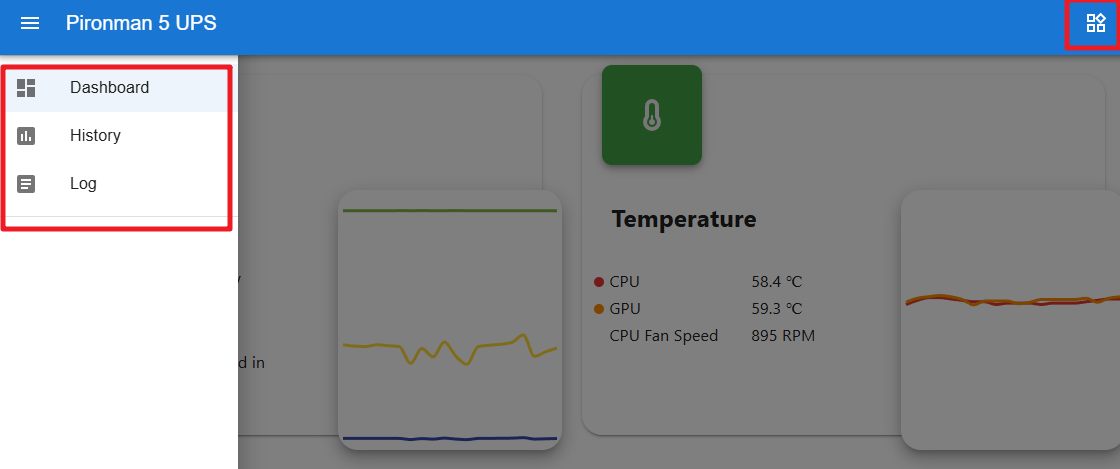 Pironman 5 UPS
Dashboard
History
Log
d in
Temperature
CPU 58.4 ℃
GPU 59.3 ℃
CPU Fan Speed 895 RPM